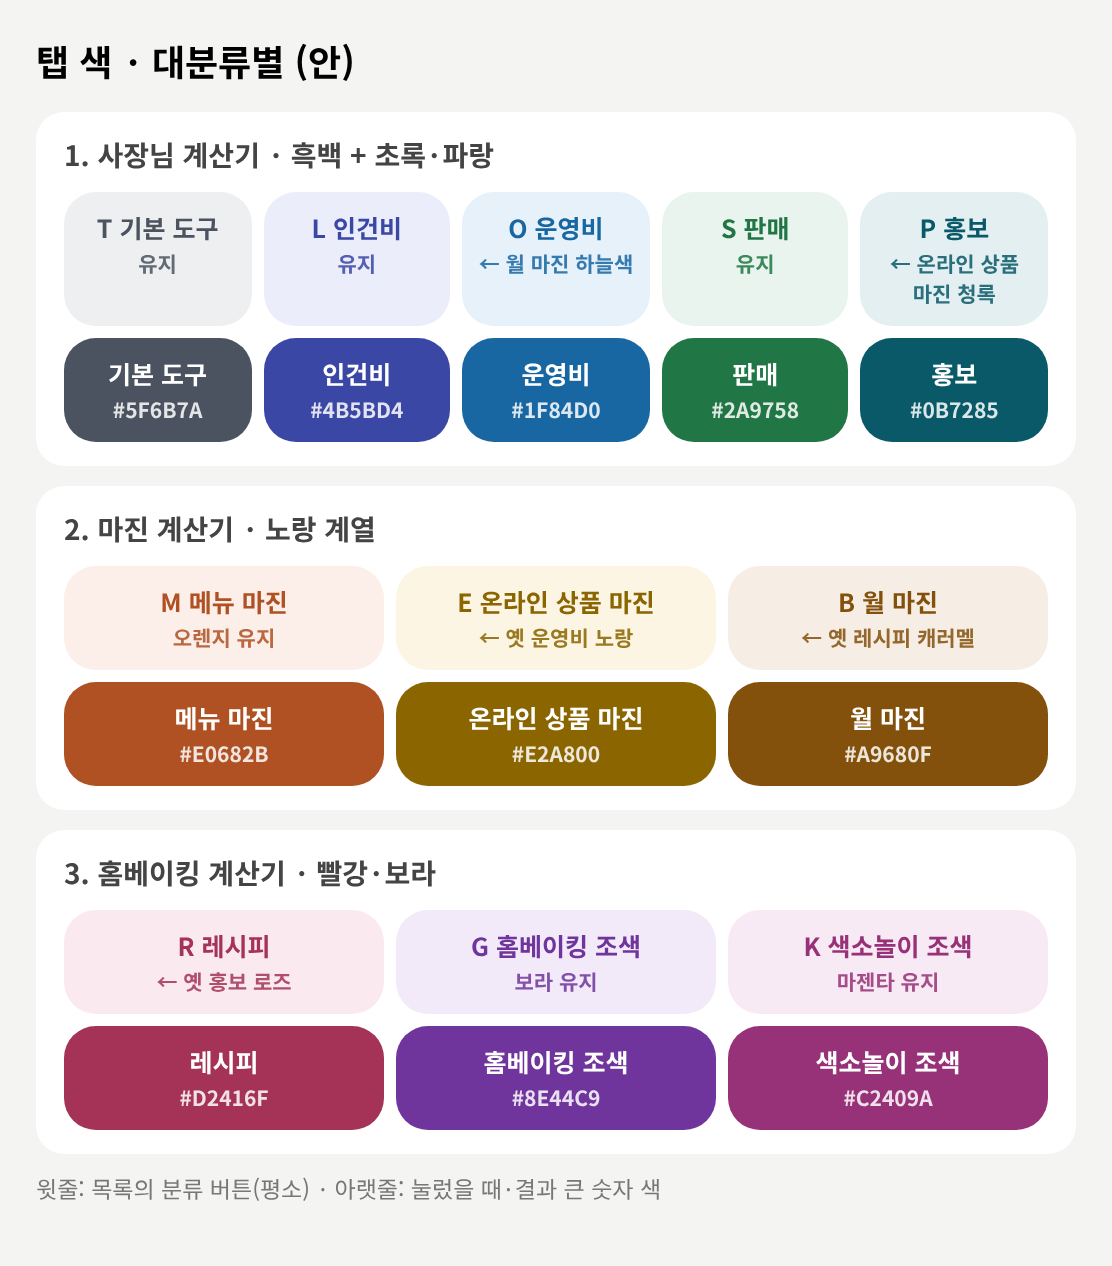 탭 색 · 대분류별 (안)
1. 사장님 계산기 · 흑백 + 초록·파랑
T 기본 도구
유지
L 인건비
유지
O 운영비
← 월 마진 하늘색
S 판매
유지
P 홍보
← 온라인 상품
마진 청록
기본 도구
#5F6B7A
인건비
#4B5BD4
운영비
#1F84D0
판매
#2A9758
홍보
#0B7285
2. 마진 계산기 · 노랑 계열
M 메뉴 마진
오렌지 유지
E 온라인 상품 마진
← 옛 운영비 노랑
B 월 마진
← 옛 레시피 캐러멜
메뉴 마진
#E0682B
온라인 상품 마진
#E2A800
월 마진
#A9680F
3. 홈베이킹 계산기 · 빨강·보라
R 레시피
← 옛 홍보 로즈
G 홈베이킹 조색
보라 유지
K 색소놀이 조색
마젠타 유지
레시피
#D2416F
홈베이킹 조색
#8E44C9
색소놀이 조색
#C2409A
윗줄: 목록의 분류 버튼(평소) · 아랫줄: 눌렀을 때·결과 큰 숫자 색